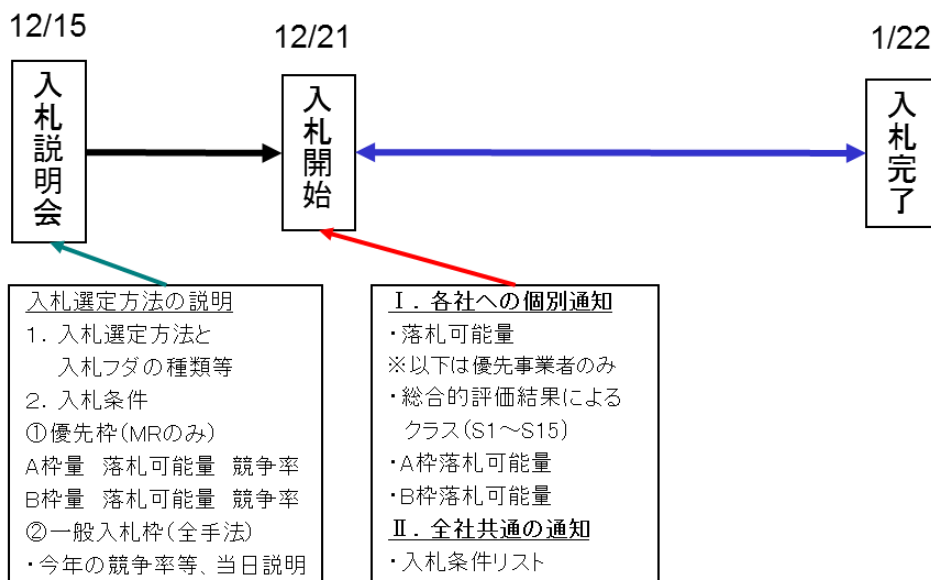 12/15
12/21
1/22
入札説明会
入札開始
入札完了
入札選定方法の説明
1. 入札選定方法と
入札フダの種類等
2. 入札条件
①優先枠(MRのみ)
A枠量 落札可能量 競争率
B枠量 落札可能量 競争率
②一般入札枠(全手法)
・今年の競争率等、当日説明
Ⅰ. 各社への個別通知
・落札可能量
※以下は優先事業者のみ
・総合的評価結果による
クラス(S1～S15)
・A枠落札可能量
・B枠落札可能量
Ⅱ. 全社共通の通知
・入札条件リスト